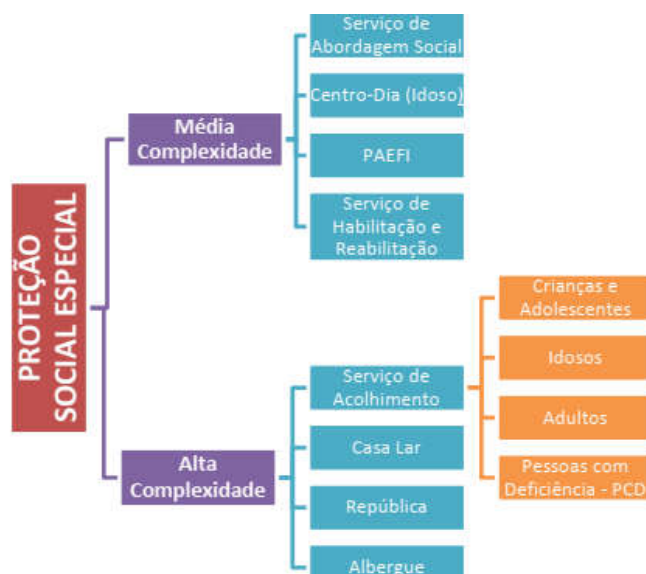 PROTEÇÃO
SOCIAL ESPECIAL
Média
Complexidade
Serviço de
Abordagem Social
Centro-Dia (Idoso)
PAEFI
Serviço de
Habilitação e
Reabilitação
Alta
Complexidade
Serviço de
Acolhimento
Crianças e
Adolescentes
Idosos
Adultos
Pessoas com
Deficiência - PCD
Casa Lar
República
Albergue